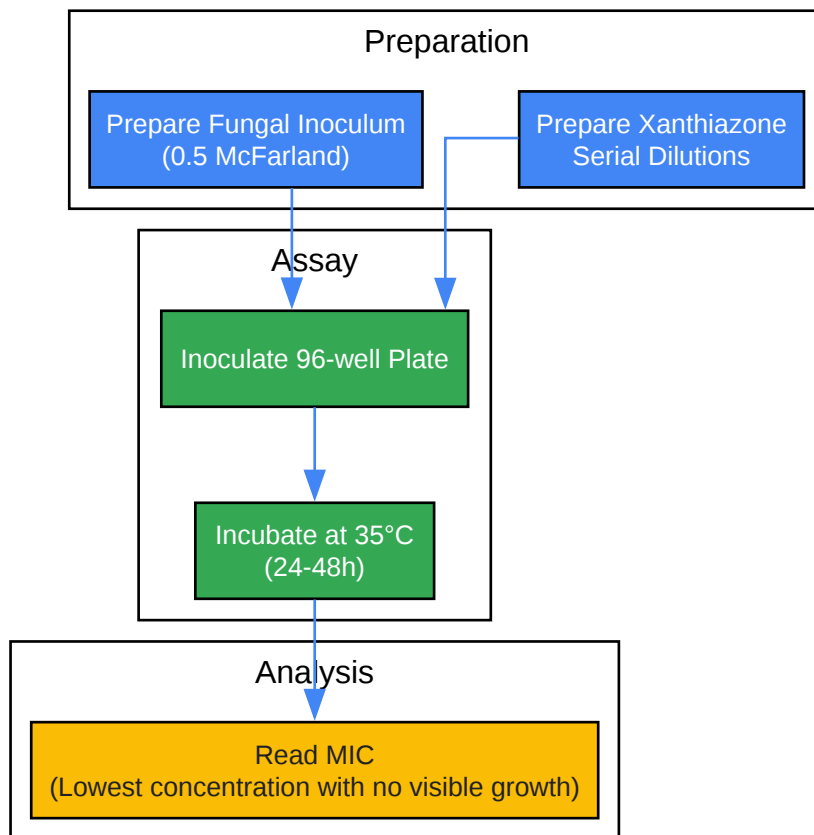 Preparation
Prepare Fungal Inoculum
(0.5 McFarland)
Prepare Xanthiazone
Serial Dilutions
Assay
Inoculate 96-well Plate
Incubate at 35°C
(24-48h)
Analysis
Read MIC
(Lowest concentration with no visible growth)